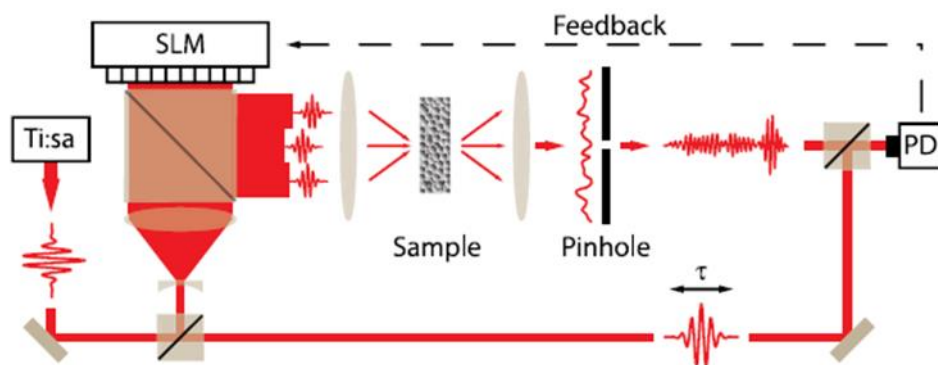 SLM
Feedback
Ti:sa
PD
Sample
Pinhole
τ